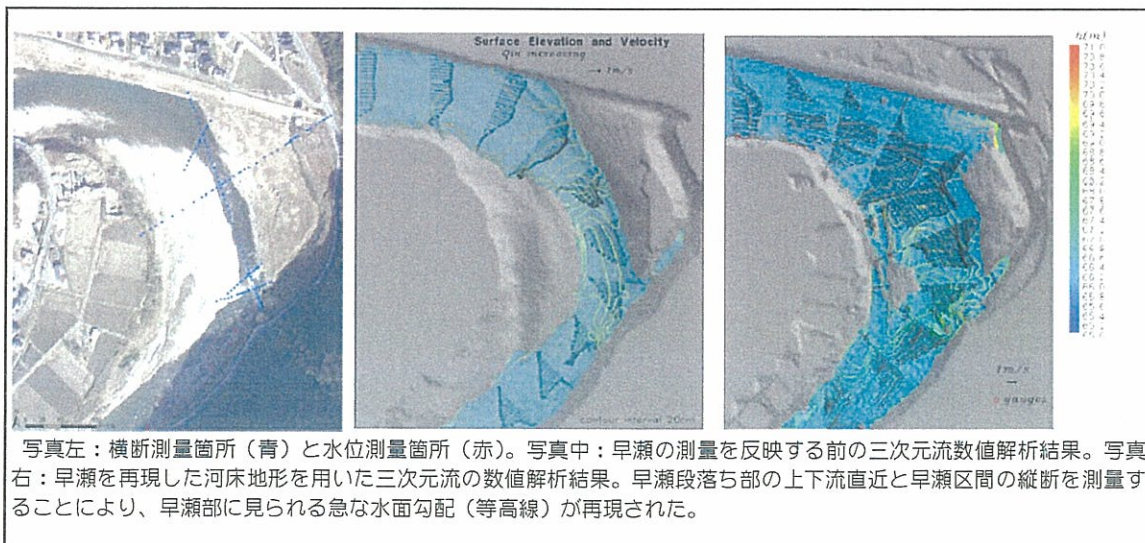 Surface Elevation and Velocity
Qin increasing
1m/s
contour interval 20cm
h(m)
1m/s
gauges
写真左：横断測量箇所（青）と水位測量箇所（赤）。写真中：早瀬の測量を反映する前の三次元流数値解析結果。写真
右：早瀬を再現した河床地形を用いた三次元流の数値解析結果。早瀬段落ち部の上下流直近と早瀬区間の縦断を測量す
ることにより、早瀬部に見られる急な水面勾配（等高線）が再現された。